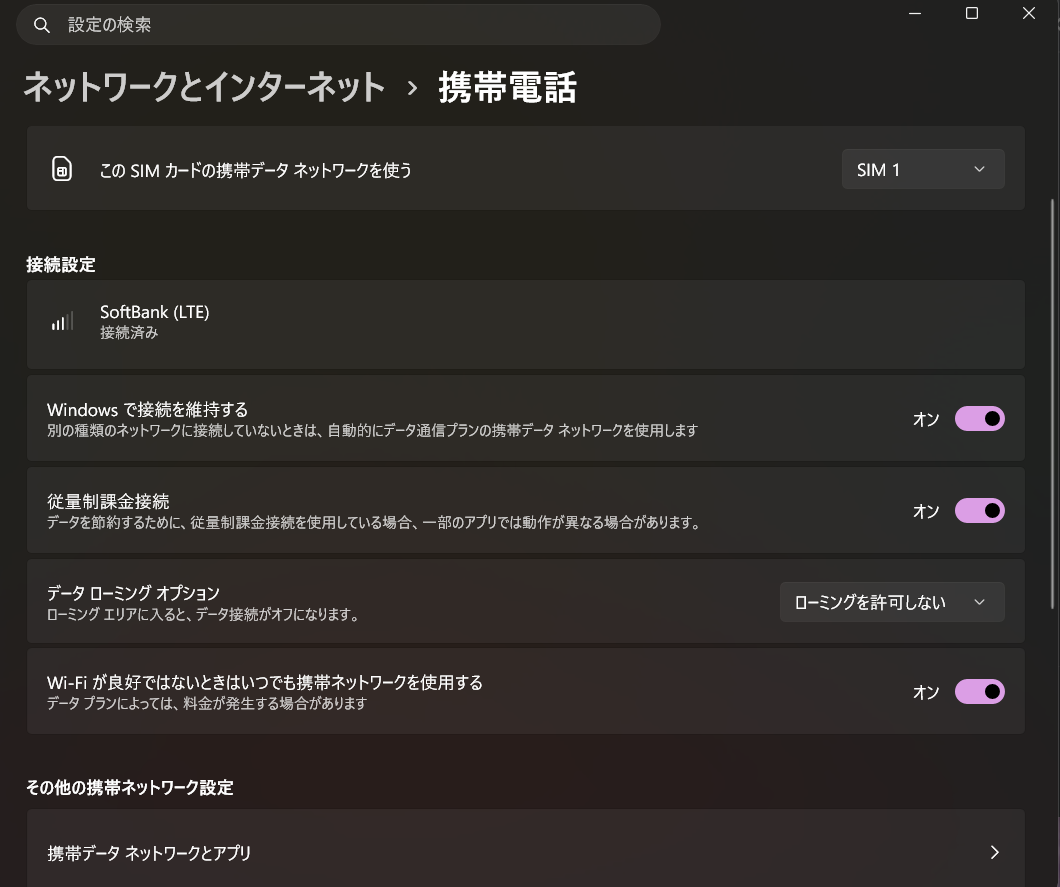 設定の検索
ネットワークとインターネット › 携帯電話
この SIM カードの携帯データ ネットワークを使う
SIM 1
接続設定
SoftBank (LTE)
接続済み
Windows で接続を維持する
別の種類のネットワークに接続していないときは、自動的にデータ通信プランの携帯データ ネットワークを使用します
オン
従量制課金接続
データを節約するために、従量制課金接続を使用している場合、一部のアプリでは動作が異なる場合があります。
オン
データ ローミング オプション
ローミング エリアに入ると、データ接続がオフになります。
ローミングを許可しない
Wi-Fi が良好ではないときはいつでも携帯ネットワークを使用する
データ プランによっては、料金が発生する場合があります
オン
その他の携帯ネットワーク設定
携帯データ ネットワークとアプリ